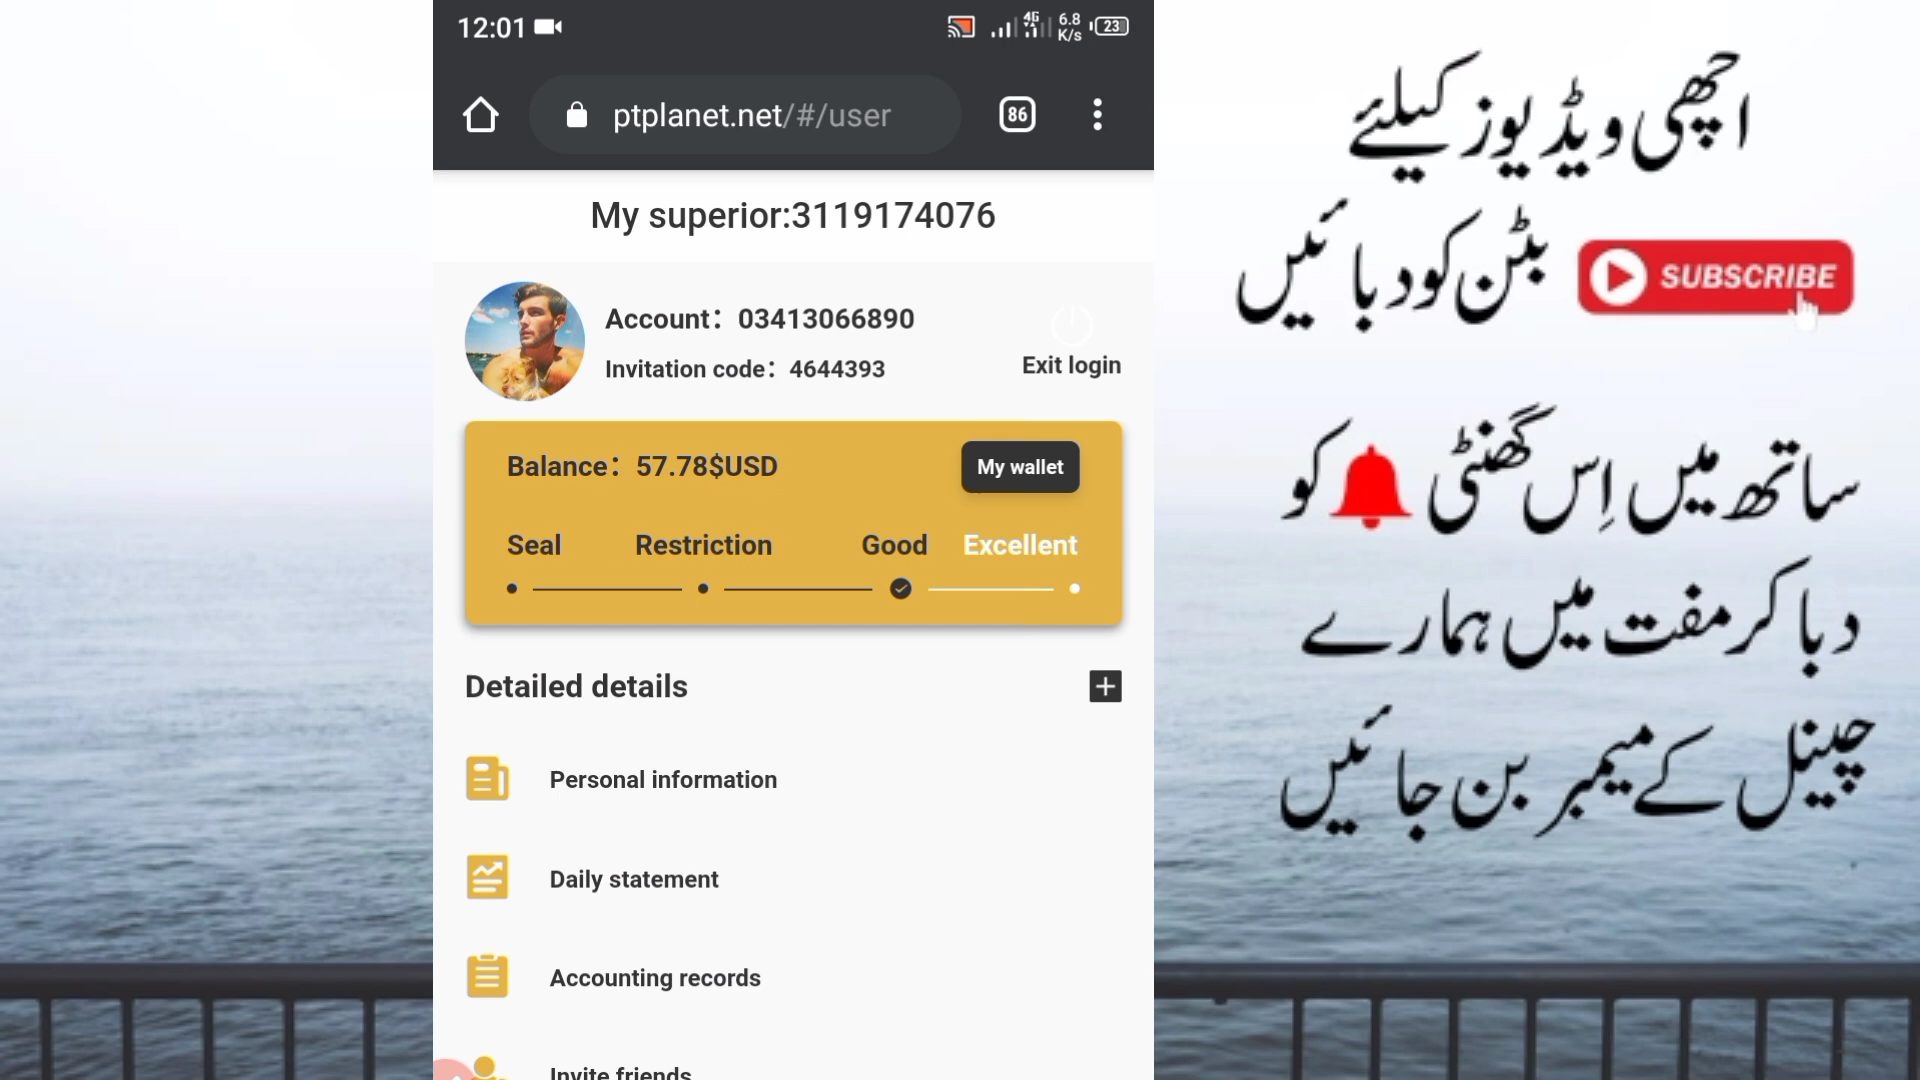 12:01
4G
6.8
K/s
23
ptplanet.net/#/user
86
My superior:3119174076
Account: 03413066890
Invitation code: 4644393
Exit login
Balance: 57.78$USD
My wallet
Seal Restriction Good Excellent
Detailed details
Personal information
Daily statement
Accounting records
Invite friends
اچھی ویڈیوز کیلئے
بٹن کو دبائیں SUBSCRIBE
ساتھ میں اِس گھنٹی کو
دبا کر مفت میں ہمارے
چینل کے میمبر بن جائیں